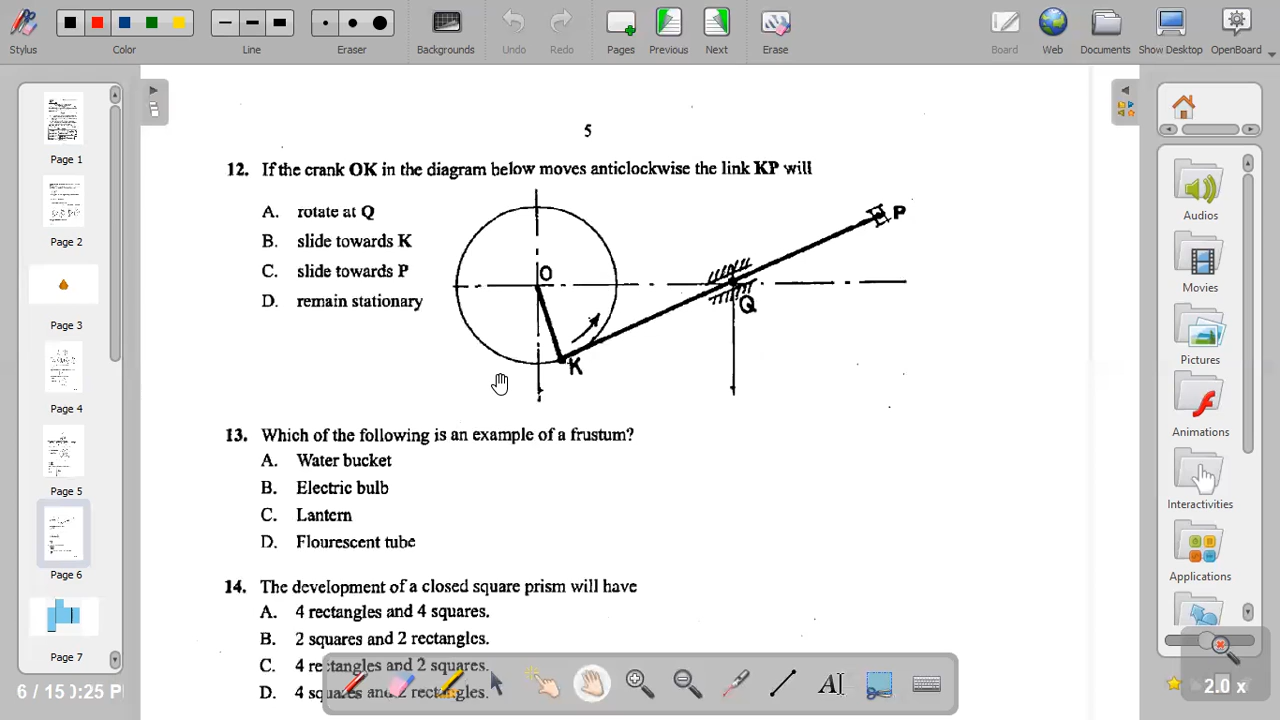 Stylus
Color
Line
Eraser
Backgrounds
Undo
Redo
Pages
Previous
Next
Erase
Board
Web
Documents
Show Desktop
OpenBoard
Page 1
Page 2
Page 3
Page 4
Page 5
Page 6
Page 7
6 / 15
5
12. If the crank OK in the diagram below moves anticlockwise the link KP will
A. rotate at Q
B. slide towards K
C. slide towards P
D. remain stationary
O
K
Q
P
13. Which of the following is an example of a frustum?
A. Water bucket
B. Electric bulb
C. Lantern
D. Flourescent tube
14. The development of a closed square prism will have
A. 4 rectangles and 4 squares.
B. 2 squares and 2 rectangles.
C. 4 rectangles and 2 squares.
D. 4 squares and 2 rectangles.
Audios
Movies
Pictures
Animations
Interactivities
Applications
2.0 x